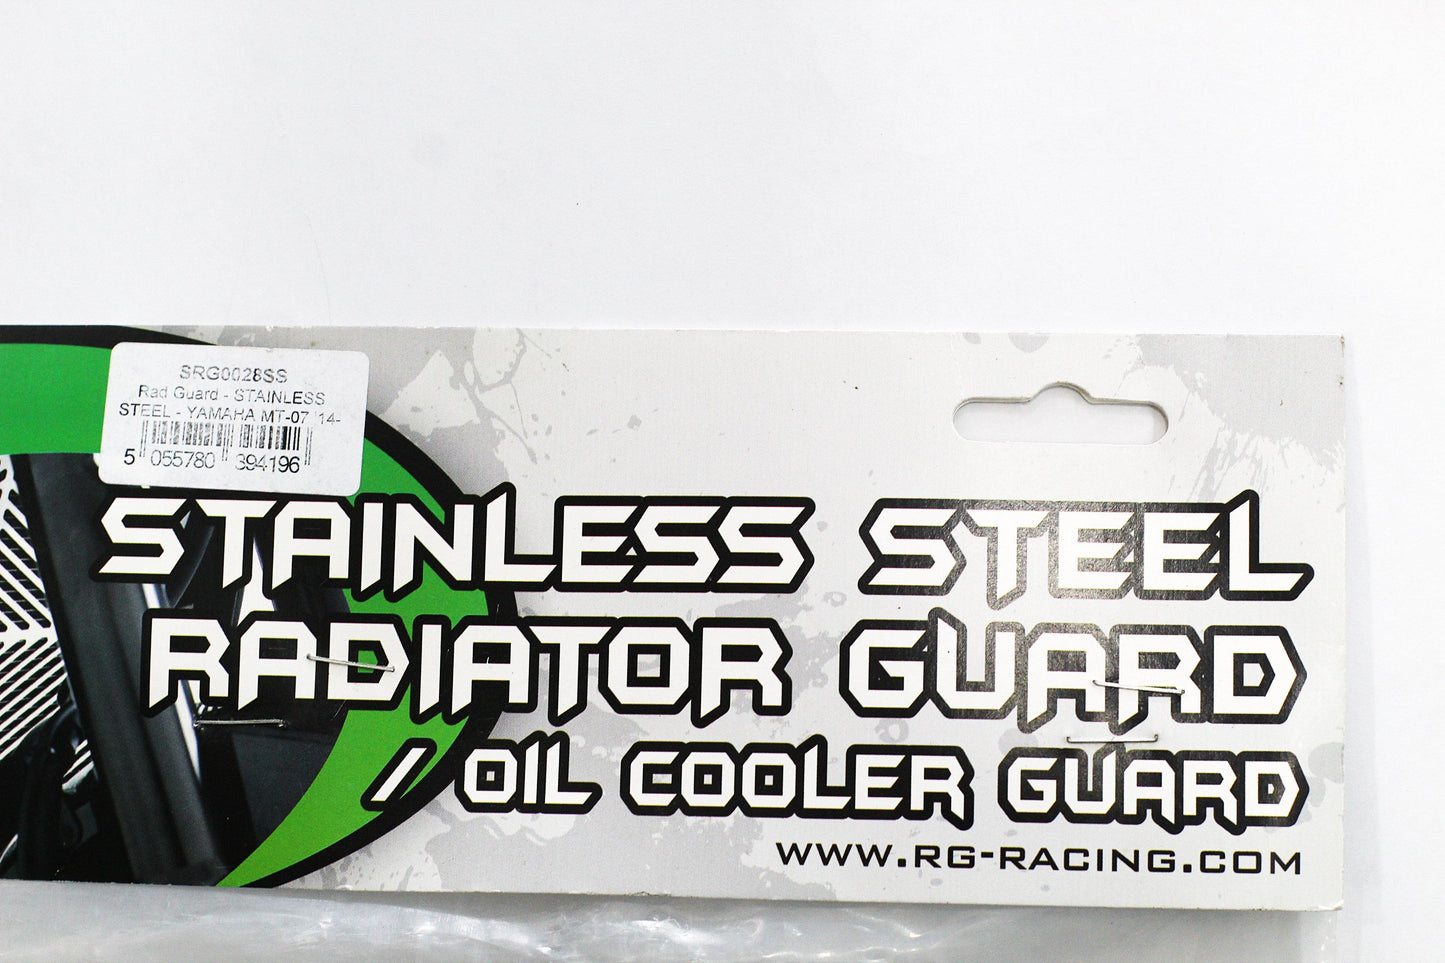 SRG0028SS
Rad Guard - STAINLESS
STEEL - YAMAHA MT-07 '14-
5 055780 394196
STAINLESS STEEL
RADIATOR GUARD
/ OIL COOLER GUARD
WWW.RG-RACING.COM